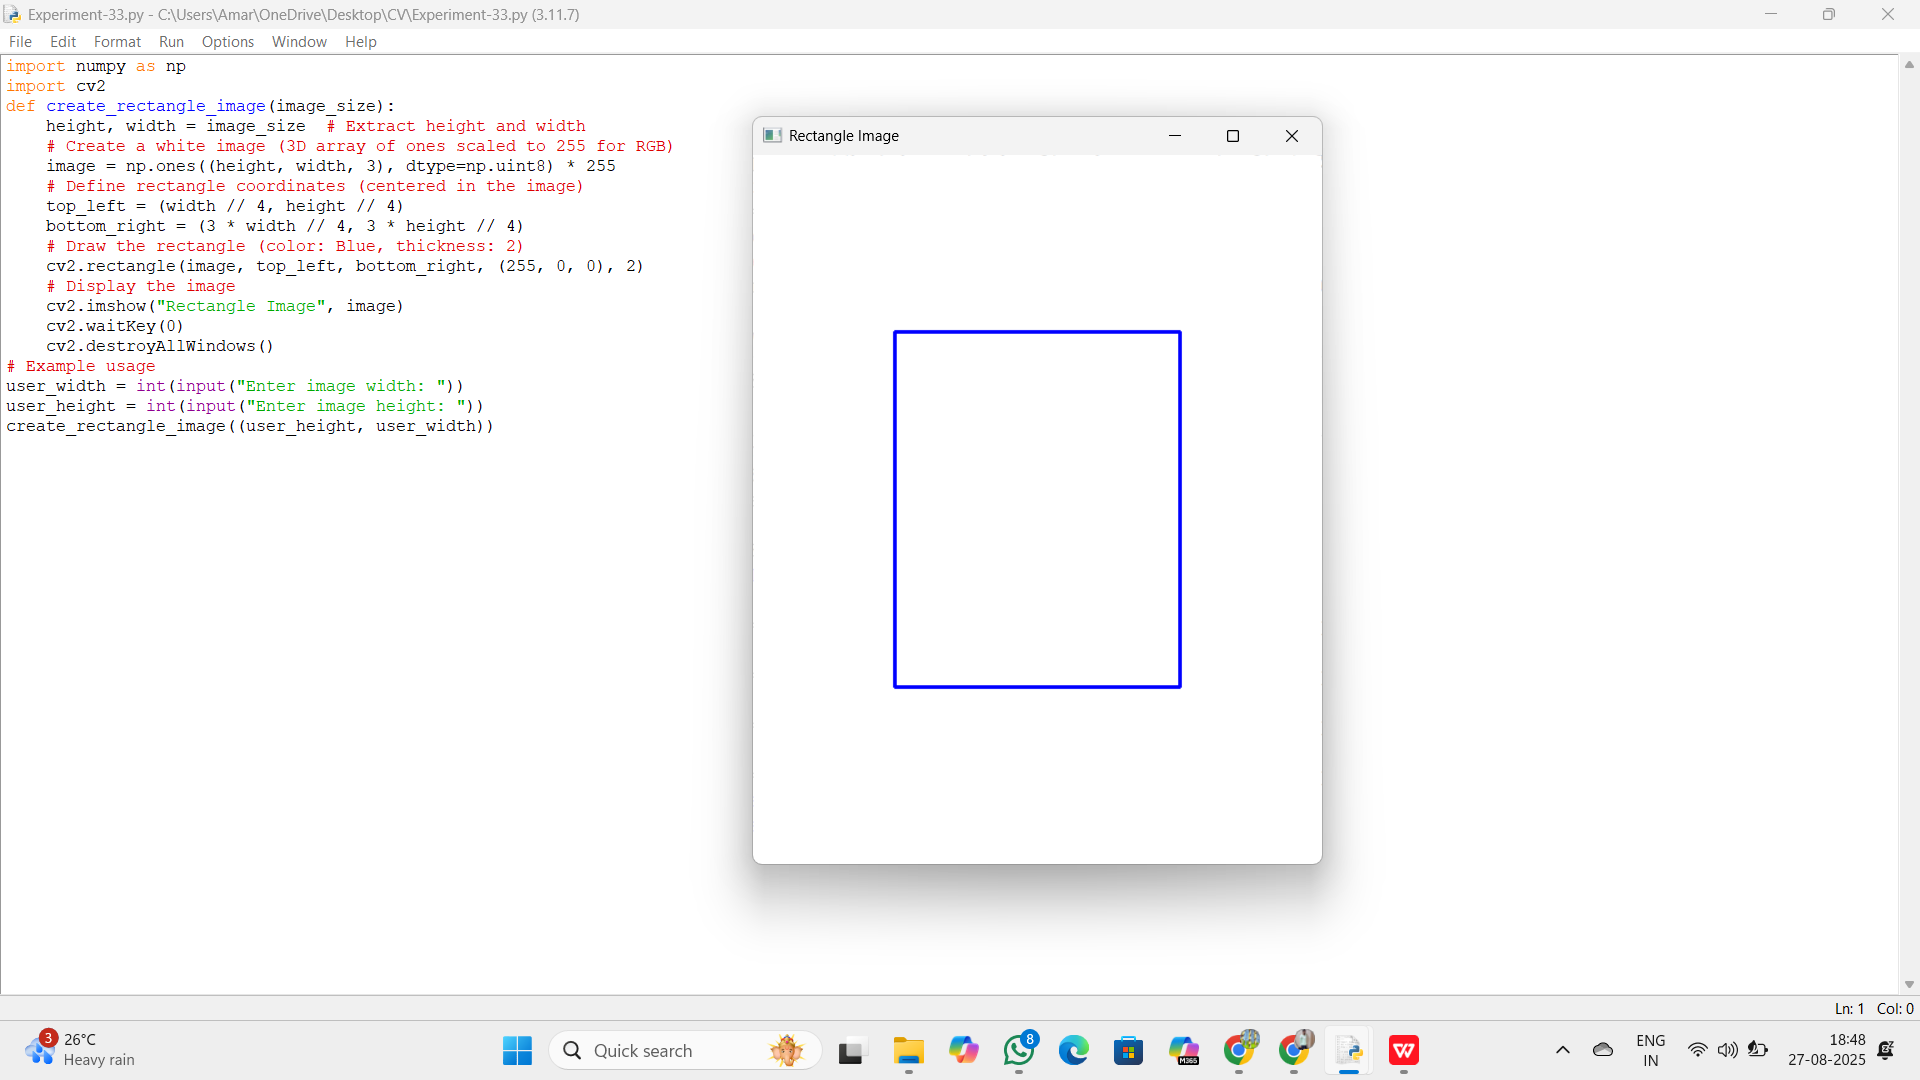 Experiment-33.py - C:\Users\Amar\OneDrive\Desktop\CV\Experiment-33.py (3.11.7)
File Edit Format Run Options Window Help
import numpy as np
import cv2
def create_rectangle_image(image_size):
    height, width = image_size  # Extract height and width
    # Create a white image (3D array of ones scaled to 255 for RGB)
    image = np.ones((height, width, 3), dtype=np.uint8) * 255
    # Define rectangle coordinates (centered in the image)
    top_left = (width // 4, height // 4)
    bottom_right = (3 * width // 4, 3 * height // 4)
    # Draw the rectangle (color: Blue, thickness: 2)
    cv2.rectangle(image, top_left, bottom_right, (255, 0, 0), 2)
    # Display the image
    cv2.imshow("Rectangle Image", image)
    cv2.waitKey(0)
    cv2.destroyAllWindows()
# Example usage
user_width = int(input("Enter image width: "))
user_height = int(input("Enter image height: "))
create_rectangle_image((user_height, user_width))
Rectangle Image
Ln: 1 Col: 0
3
26°C
Heavy rain
Quick search
8
M365
W
ENG
IN
18:48
27-08-2025